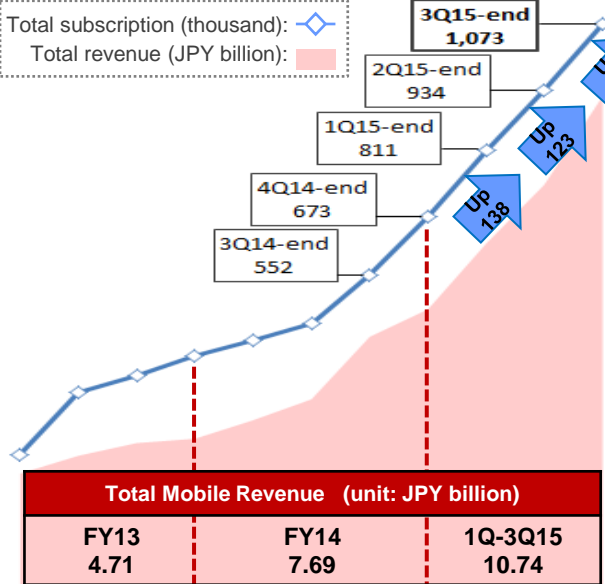 Total subscription (thousand):
Total revenue (JPY billion):
3Q15-end
1,073
2Q15-end
934
1Q15-end
811
4Q14-end
673
3Q14-end
552
Up
123
Up
138
Total Mobile Revenue (unit: JPY billion)
FY13 FY14 1Q-3Q15
4.71 7.69 10.74